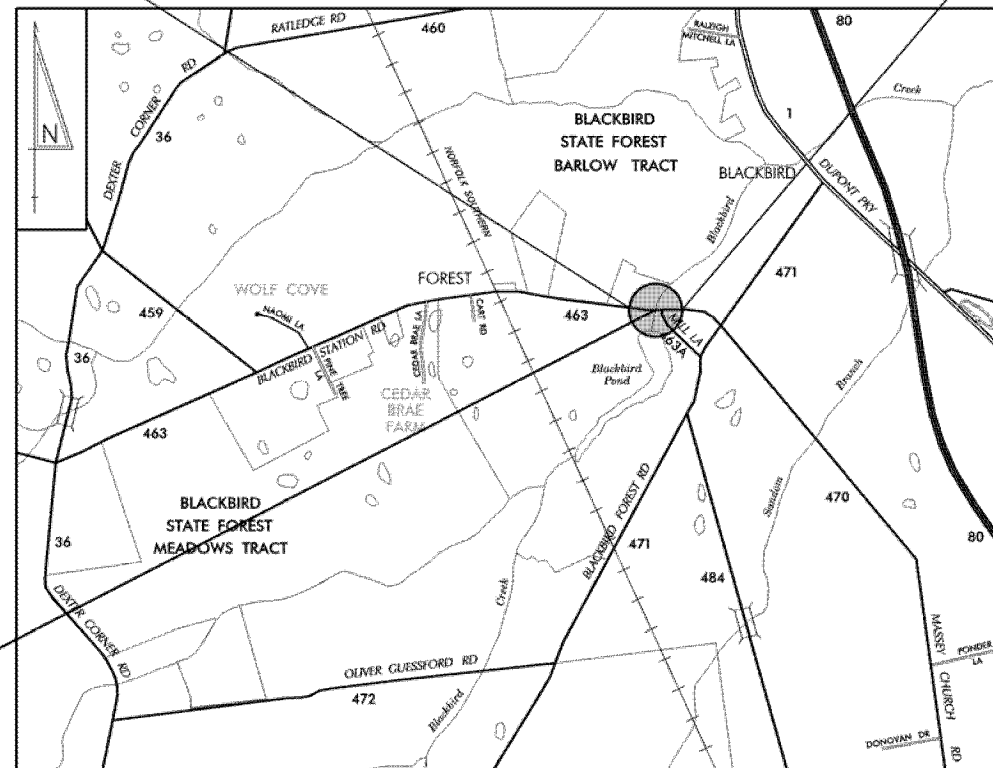 RATLEDGE RD
460
RALEIGH
MITCHELL LA
80
Creek
1
N
DEXTER CORNER RD
36
BLACKBIRD
STATE FOREST
BARLOW TRACT
NORFOLK SOUTHERN
BLACKBIRD
DUPONT PKY
Blackbird
471
FOREST
WOLF COVE
459
NAOMI LA
463
CART RD
CEDAR BRAE LA
BLACKBIRD STATION RD
PINE TREE
LA
MILL LA
463A
36
Blackbird
Pond
Branch
CEDAR
BRAE
FARM
463
Sandom
470
BLACKBIRD
STATE FOREST
MEADOWS TRACT
36
BLACKBIRD FOREST RD
471
80
484
Creek
DEXTER CORNER RD
MASSEY CHURCH RD
PONDER
LA
OLIVER GUESSFORD RD
472
Blackbird
DONOVAN DR